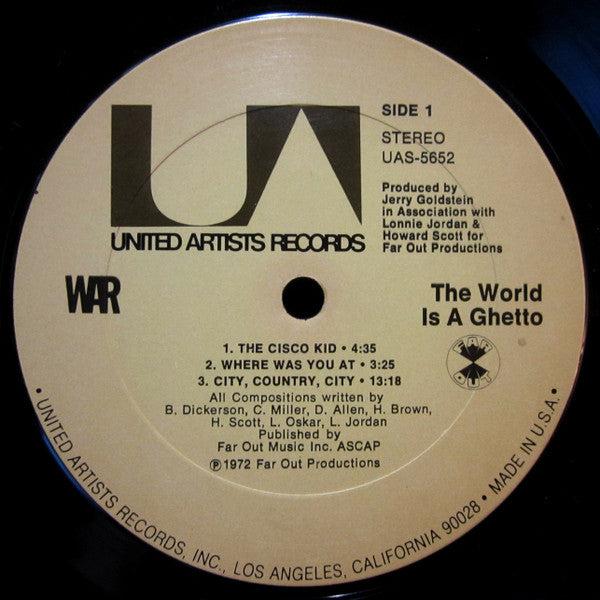 UA
SIDE 1
STEREO
UAS-5652
Produced by
Jerry Goldstein
in Association with
Lonnie Jordan &
Howard Scott for
Far Out Productions
UNITED ARTISTS RECORDS
WAR
The World
Is A Ghetto
FAR
OUT
1. THE CISCO KID • 4:35
2. WHERE WAS YOU AT • 3:25
3. CITY, COUNTRY, CITY • 13:18
All Compositions written by
B. Dickerson, C. Miller, D. Allen, H. Brown,
H. Scott, L. Oskar, L. Jordan
Published by
Far Out Music Inc. ASCAP
℗1972 Far Out Productions
• UNITED ARTISTS RECORDS, INC., LOS ANGELES, CALIFORNIA 90028 • MADE IN U.S.A. •